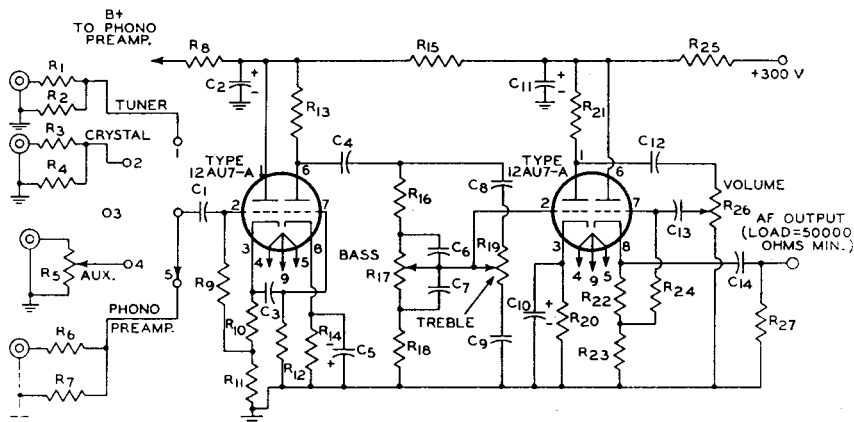 B+
TO PHONO
PREAMP.
R8
R15
R25
C2
+
-
C11
+
-
+300 V
R1
R2
TUNER
1
R3
CRYSTAL
R4
2
R13
C4
R21
C12
TYPE
12AU7-A
1
6
TYPE
12AU7-A
1
6
C1
2
7
R16
C8
2
7
C13
VOLUME
R26
AF OUTPUT
(LOAD=50000
OHMS MIN.)
3
3
4
9
5
8
BASS
C6
R19
3
4
9
5
8
C14
R5
4
AUX.
5
R9
C3
R17
C7
TREBLE
C10
+
-
R22
R24
PHONO
PREAMP.
R10
R14
R20
R27
R6
R7
R11
R12
-
+
C5
R18
C9
R23